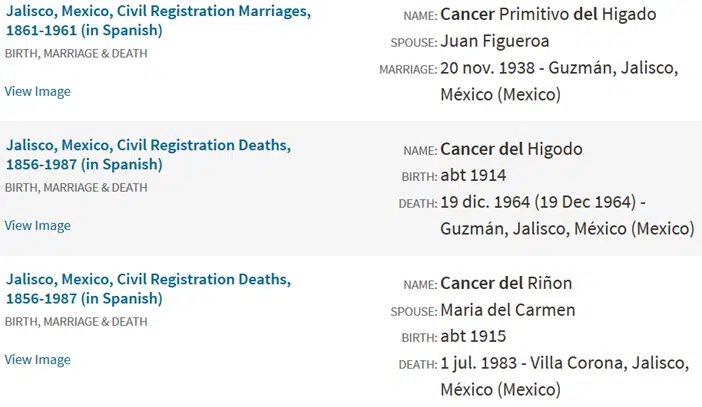 Jalisco, Mexico, Civil Registration Marriages,
1861-1961 (in Spanish)
BIRTH, MARRIAGE & DEATH
View Image
NAME: Cancer Primitivo del Higado
SPOUSE: Juan Figueroa
MARRIAGE: 20 nov. 1938 - Guzmán, Jalisco,
México (Mexico)
Jalisco, Mexico, Civil Registration Deaths,
1856-1987 (in Spanish)
BIRTH, MARRIAGE & DEATH
View Image
NAME: Cancer del Higodo
BIRTH: abt 1914
DEATH: 19 dic. 1964 (19 Dec 1964) -
Guzmán, Jalisco, México (Mexico)
Jalisco, Mexico, Civil Registration Deaths,
1856-1987 (in Spanish)
BIRTH, MARRIAGE & DEATH
View Image
NAME: Cancer del Riñon
SPOUSE: Maria del Carmen
BIRTH: abt 1915
DEATH: 1 jul. 1983 - Villa Corona, Jalisco,
México (Mexico)